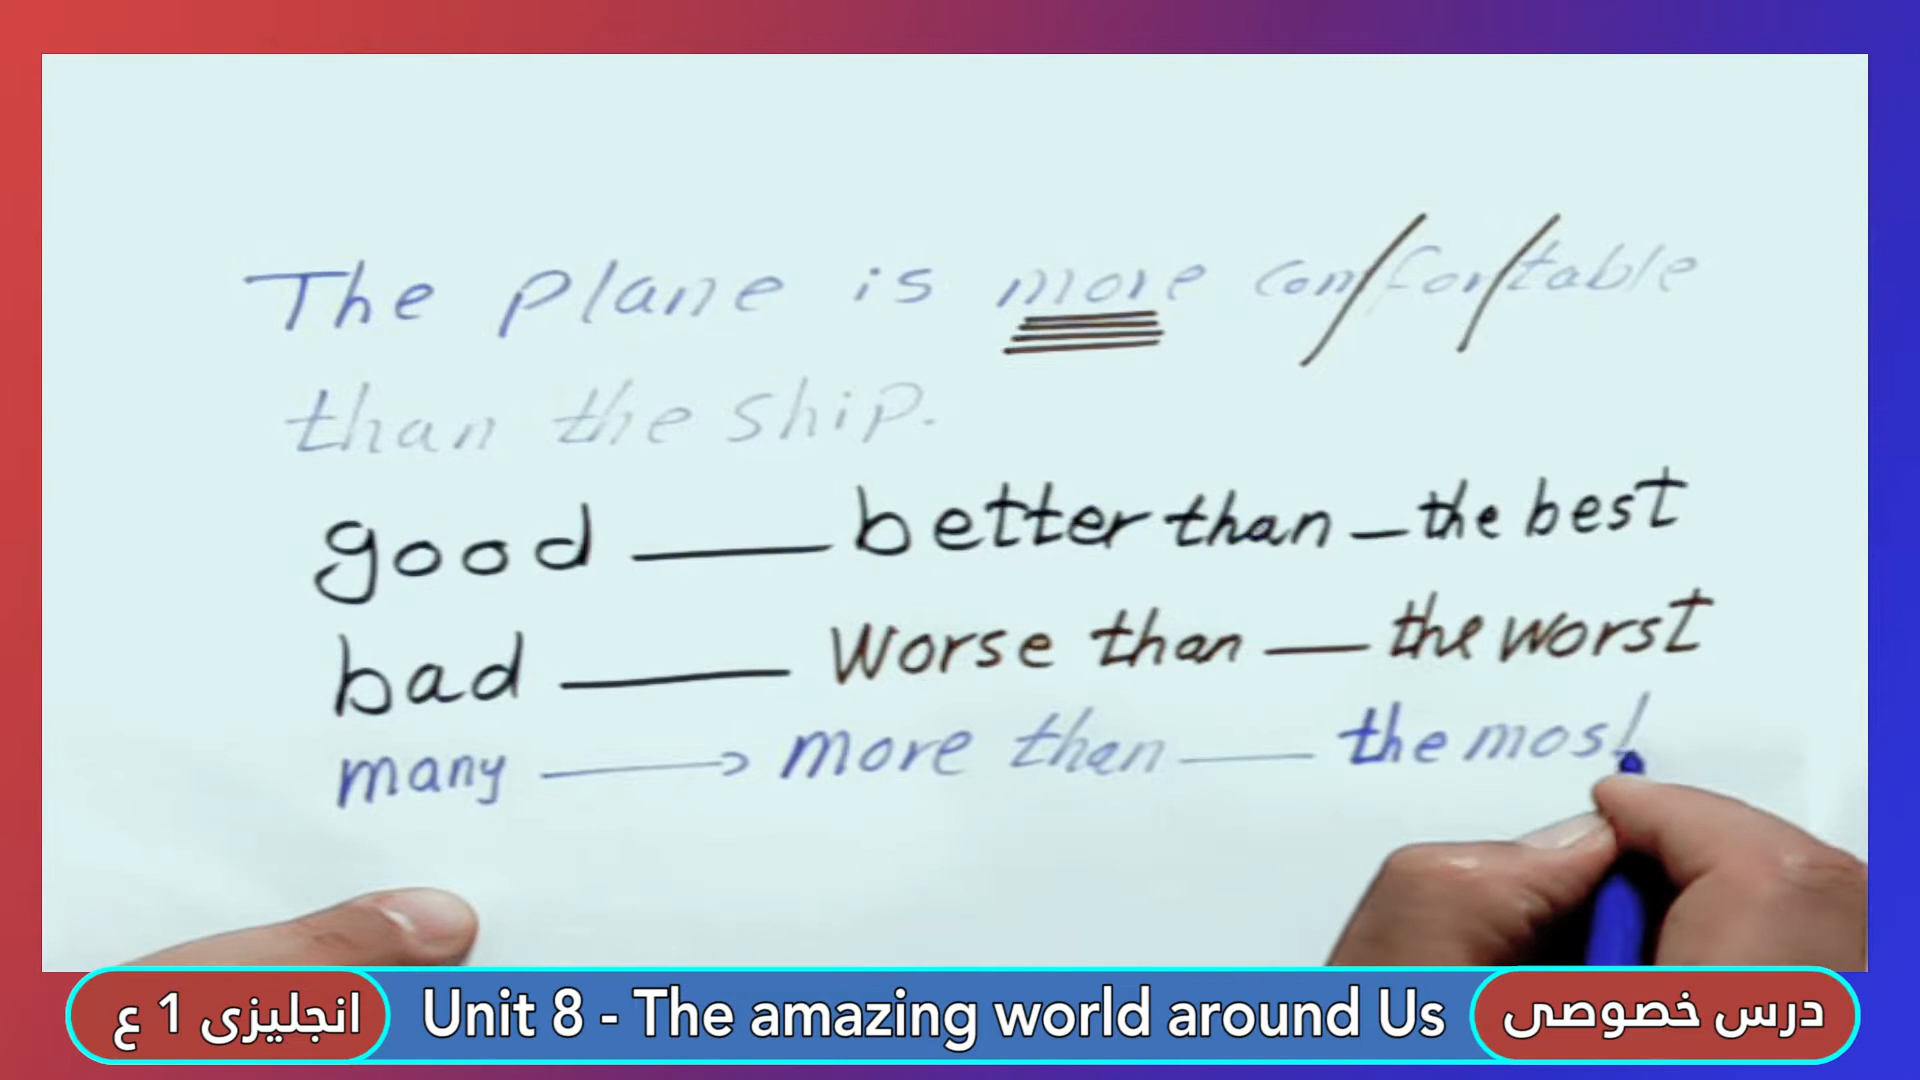 The plane is more comfortable
than the ship.
good — better than — the best
bad — worse than — the worst
many → more than — the most
انجليزى 1 ع
Unit 8 - The amazing world around Us
درس خصوصى